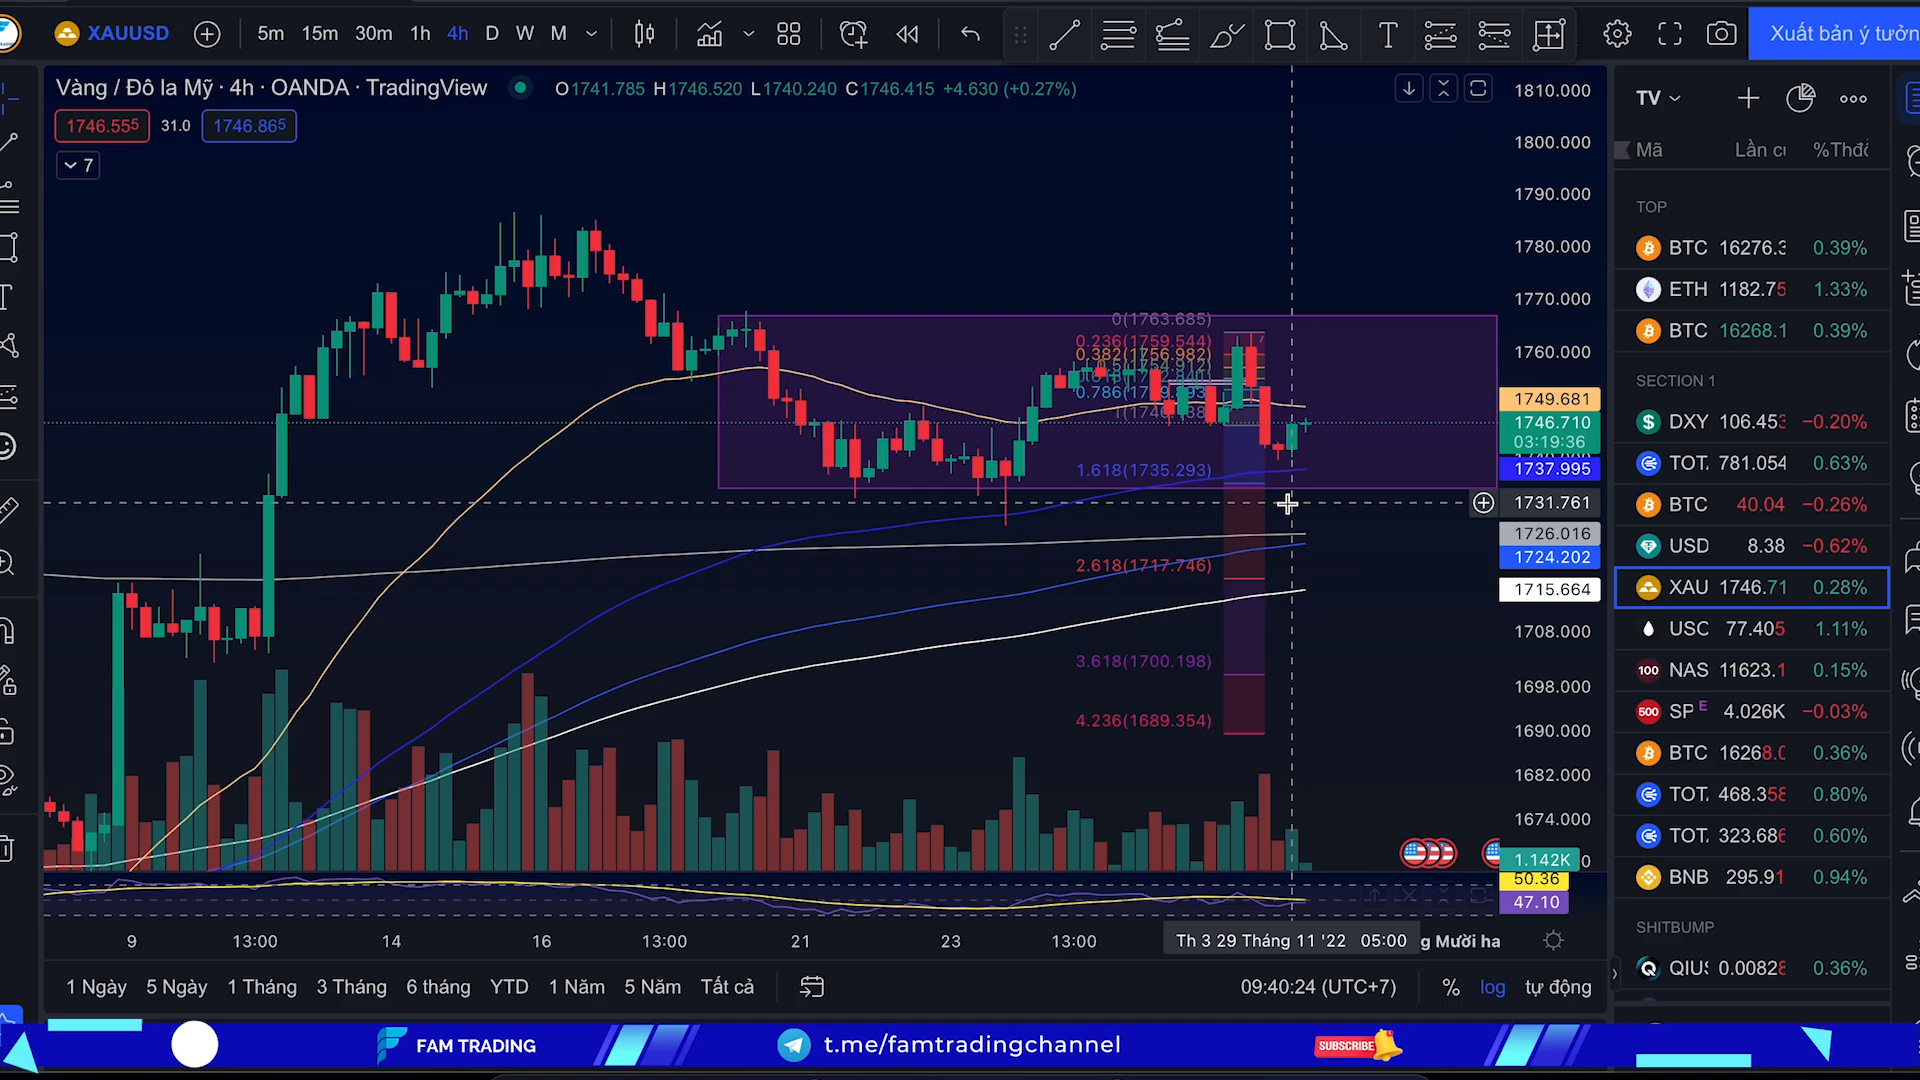 XAUUSD
5m 15m 30m 1h 4h D W M
Xuất bản ý tưởn
Vàng / Đô la Mỹ · 4h · OANDA · TradingView
O1741.785 H1746.520 L1740.240 C1746.415 +4.630 (+0.27%)
1746.555 31.0 1746.865
7
1810.000
1800.000
1790.000
1780.000
1770.000
1760.000
1749.681
1746.710
03:19:36
1737.995
1731.761
1726.016
1724.202
1715.664
1708.000
1698.000
1690.000
1682.000
1674.000
1.142K 0
50.36
47.10
0(1763.685)
0.236(1759.544)
0.382(1756.982)
1.618(1735.293)
2.618(1717.746)
3.618(1700.198)
4.236(1689.354)
9 13:00 14 16 13:00 21 23 13:00 Th 3 29 Tháng 11 '22 05:00 g Mười ha
1 Ngày 5 Ngày 1 Tháng 3 Tháng 6 tháng YTD 1 Năm 5 Năm Tất cả
09:40:24 (UTC+7) % log tự động
TV
Mã Lần cu %Thđổ
TOP
BTC 16276.3 0.39%
ETH 1182.75 1.33%
BTC 16268.1 0.39%
SECTION 1
DXY 106.453 −0.20%
TOT. 781.054 0.63%
BTC 40.04 −0.26%
USD 8.38 −0.62%
XAU 1746.71 0.28%
USC 77.405 1.11%
100 NAS 11623.1 0.15%
500 SP E 4.026K −0.03%
BTC 16268.0 0.36%
TOT. 468.358 0.80%
TOT. 323.686 0.60%
BNB 295.91 0.94%
SHITBUMP
QIUS 0.00828 0.36%
FAM TRADING
t.me/famtradingchannel
SUBSCRIBE